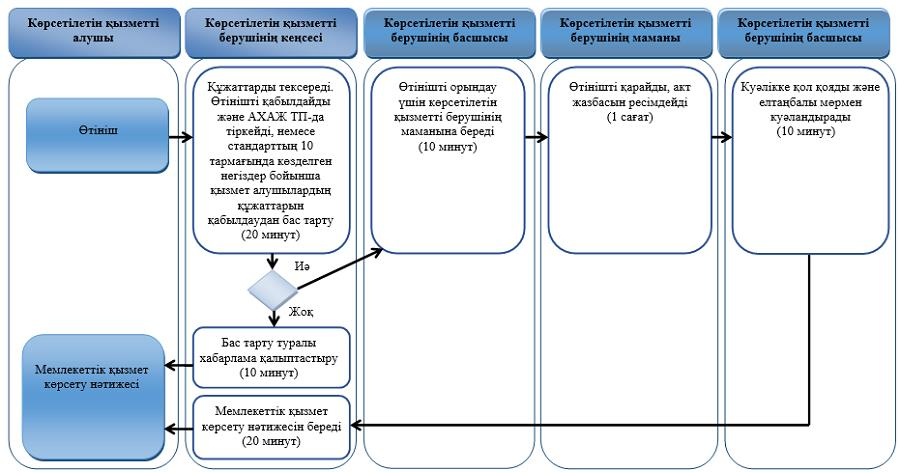 Көрсетілетін қызметті
алушы
Көрсетілетін қызметті
берушінің кеңсесі
Көрсетілетін қызметті
берушінің басшысы
Көрсетілетін қызметті
берушінің маманы
Көрсетілетін қызметті
берушінің басшысы
Өтініш
Құжаттарды тексереді.
Өтінішті қабылдайды
және АХАЖ ТП-да
тіркейді, немесе
стандарттың 10
тармағында көзделген
негіздер бойынша
қызмет алушылардың
құжаттарын
қабылдаудан бас тарту
(20 минут)
Өтінішті орындау
үшін көрсетілетін
қызметті берушінің
маманына береді
(10 минут)
Өтінішті қарайды, акт
жазбасын ресімдейді
(1 сағат)
Куәлікке қол қояды және
елтаңбалы мөрмен
куәландырады
(10 минут)
Иә
Жоқ
Бас тарту туралы
хабарлама қалыптастыру
(10 минут)
Мемлекеттік қызмет
көрсету нәтижесі
Мемлекеттік қызмет
көрсету нәтижесін береді
(20 минут)